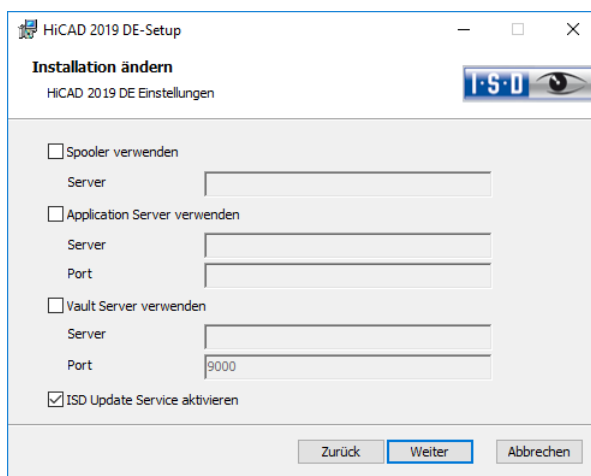 HiCAD 2019 DE-Setup
Installation ändern
HiCAD 2019 DE Einstellungen
I·S·D
Spooler verwenden
Server
Application Server verwenden
Server
Port
Vault Server verwenden
Server
Port 9000
ISD Update Service aktivieren
Zurück Weiter Abbrechen